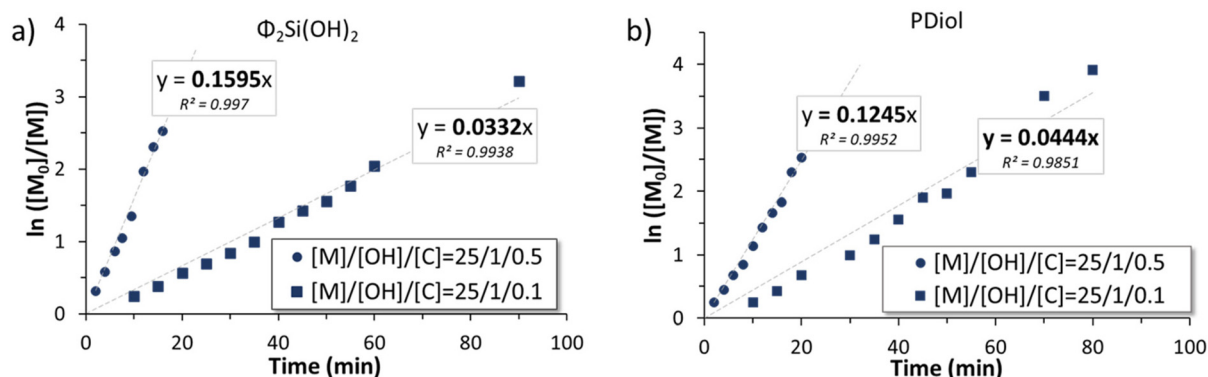 a)
Φ₂Si(OH)₂
ln ([M₀]/[M])
4
3
2
1
0
y = 0.1595x
R² = 0.997
y = 0.0332x
R² = 0.9938
[M]/[OH]/[C]=25/1/0.5
[M]/[OH]/[C]=25/1/0.1
0 20 40 60 80 100
Time (min)
b)
PDiol
ln ([M₀]/[M])
4
3
2
1
0
y = 0.1245x
R² = 0.9952
y = 0.0444x
R² = 0.9851
[M]/[OH]/[C]=25/1/0.5
[M]/[OH]/[C]=25/1/0.1
0 20 40 60 80 100
Time (min)